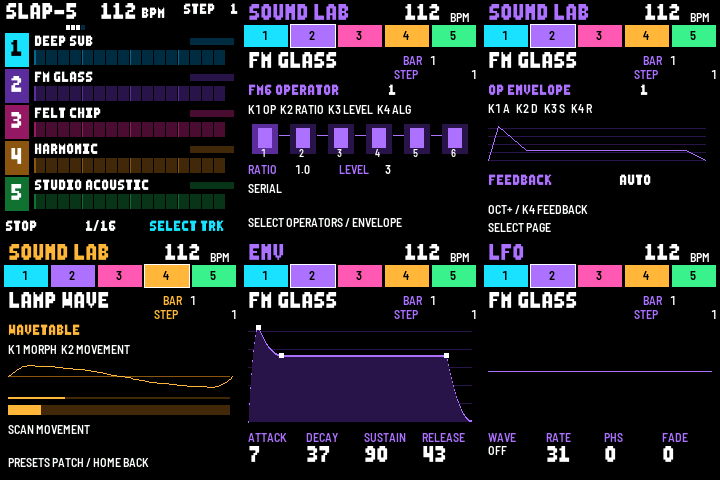 SLAP-5 112 BPM STEP 1
1 DEEP SUB
2 FM GLASS
3 FELT CHIP
4 HARMONIC
5 STUDIO ACOUSTIC
STOP 1/16 SELECT TRK
SOUND LAB 112 BPM
1 2 3 4 5
FM GLASS BAR 1
STEP 1
FM6 OPERATOR 1
K1 OP K2 RATIO K3 LEVEL K4 ALG
1 2 3 4 5 6
RATIO 1.0 LEVEL 3
SERIAL
SELECT OPERATORS / ENVELOPE
SOUND LAB 112 BPM
1 2 3 4 5
FM GLASS BAR 1
STEP 1
OP ENVELOPE 1
K1 A K2 D K3 S K4 R
FEEDBACK AUTO
OCT+ / K4 FEEDBACK
SELECT PAGE
SOUND LAB 112 BPM
1 2 3 4 5
LAMP WAVE BAR 1
STEP 1
WAVETABLE
K1 MORPH K2 MOVEMENT
SCAN MOVEMENT
PRESETS PATCH / HOME BACK
ENV 112 BPM
1 2 3 4 5
FM GLASS BAR 1
STEP 1
ATTACK DECAY SUSTAIN RELEASE
7 37 90 43
LFO 112 BPM
1 2 3 4 5
FM GLASS BAR 1
STEP 1
WAVE RATE PHS FADE
OFF 31 0 0